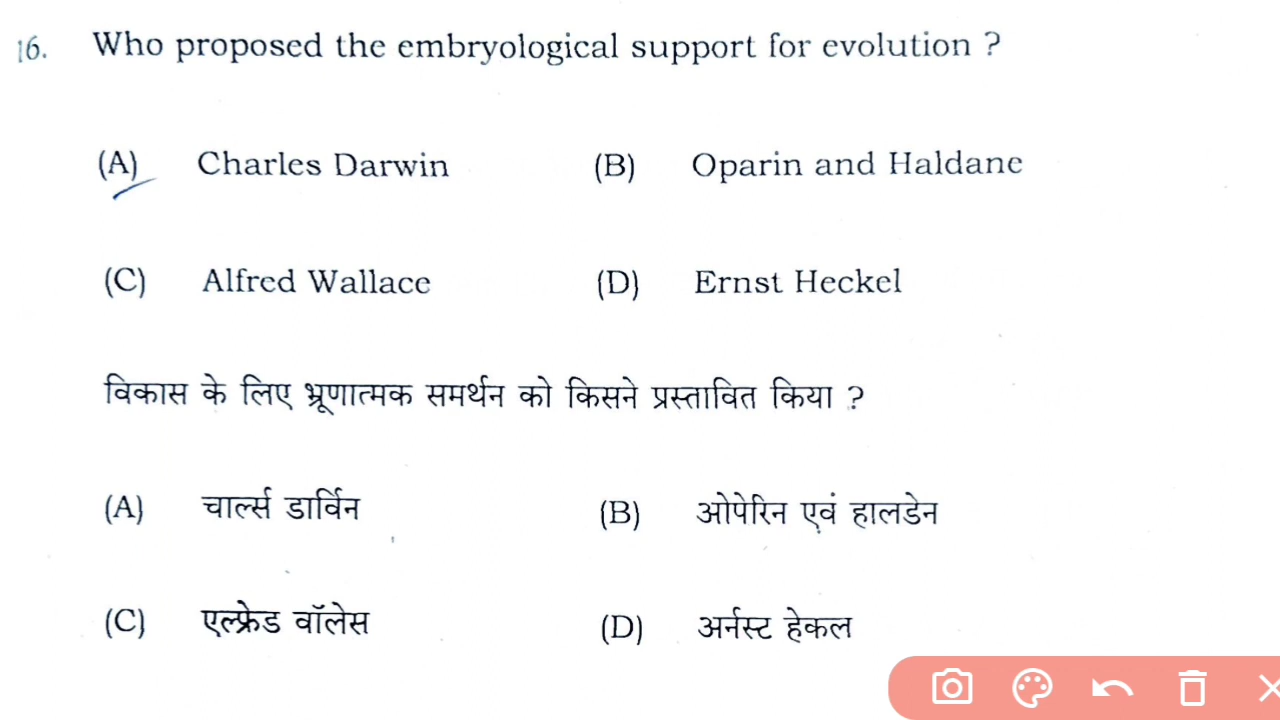 16. Who proposed the embryological support for evolution ?
(A) Charles Darwin (B) Oparin and Haldane
(C) Alfred Wallace (D) Ernst Heckel
विकास के लिए भ्रूणात्मक समर्थन को किसने प्रस्तावित किया ?
(A) चार्ल्स डार्विन (B) ओपेरिन एवं हालडेन
(C) एल्फ्रेड वॉलेस (D) अर्नस्ट हेकल